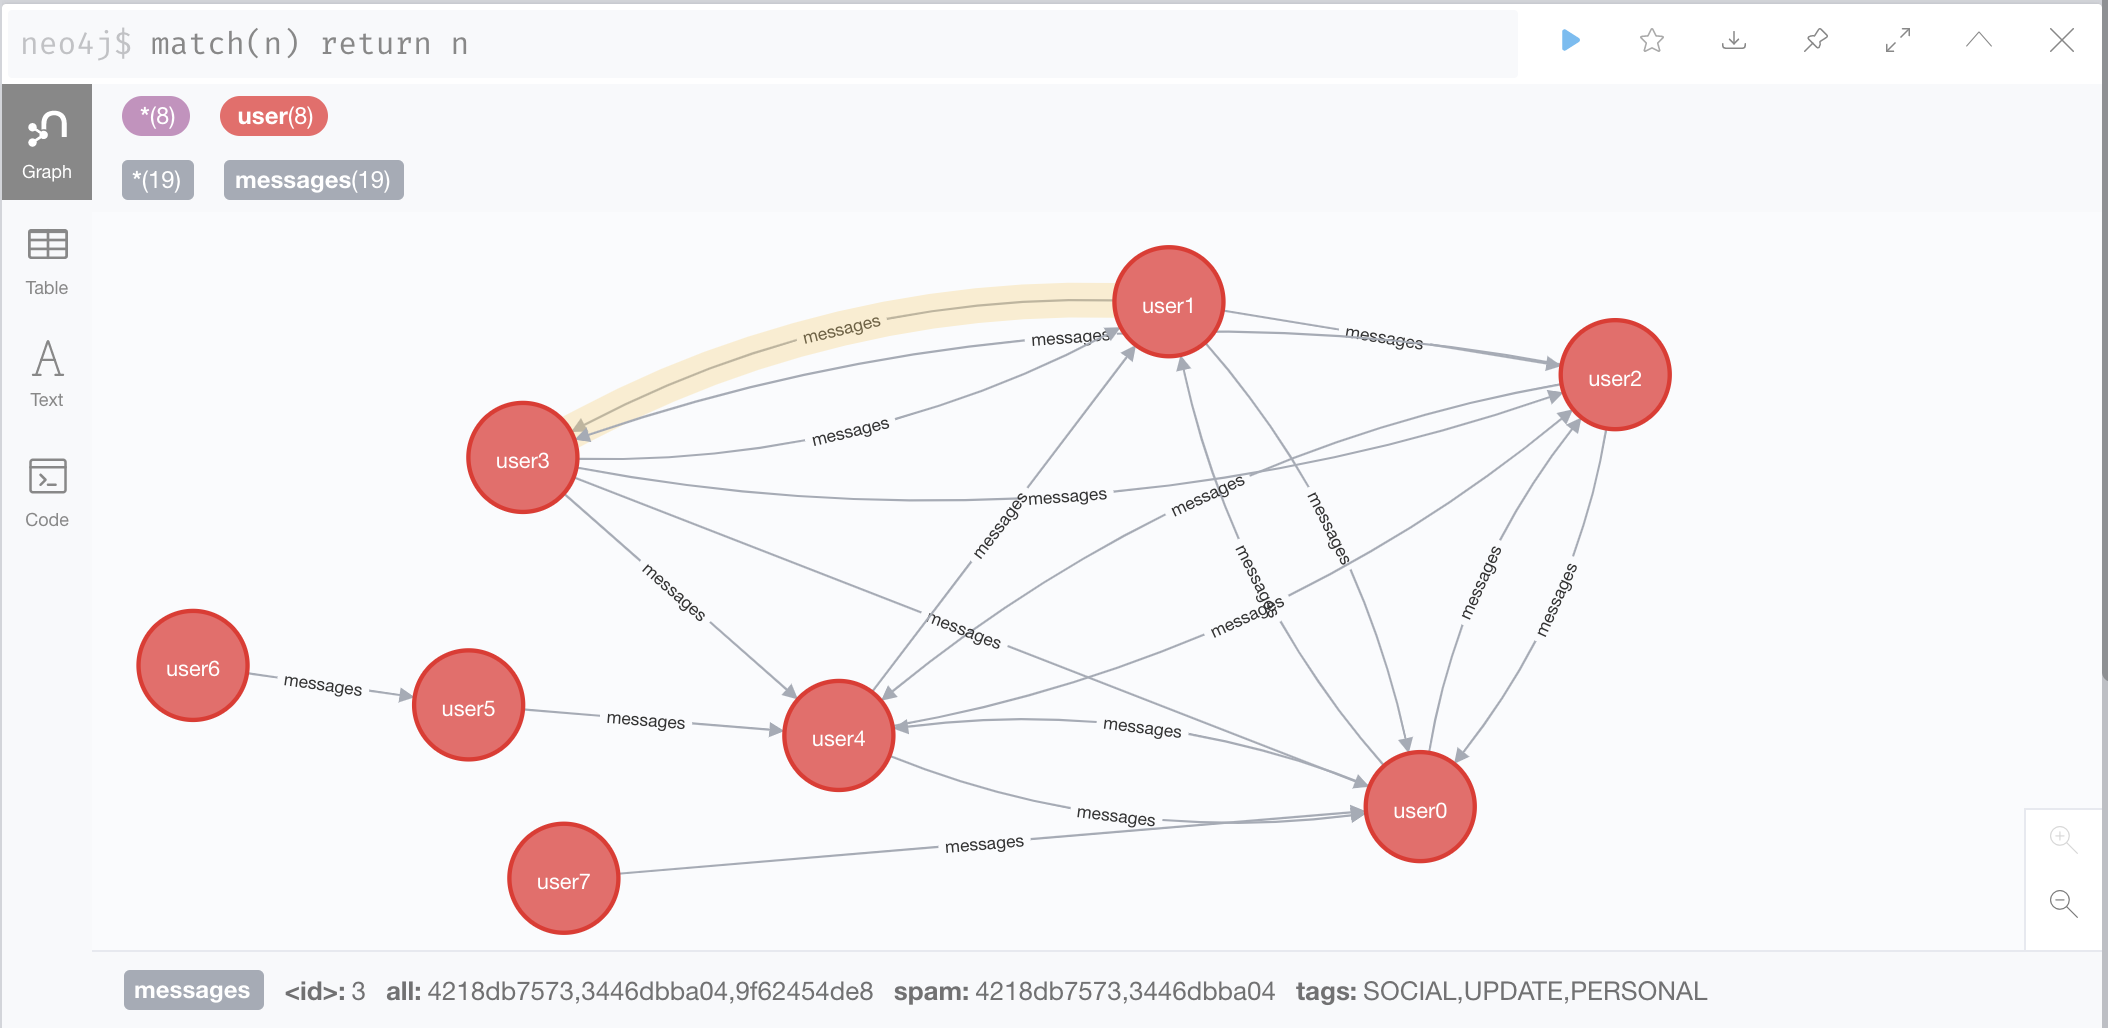 neo4j$ match(n) return n
*(8) user(8)
Graph
*(19) messages(19)
Table
Text
Code
user1
messages
messages
messages
user2
messages
user3
messages
messages
messages
messages
messages
messages
messages
messages
messages
messages
messages
user6
messages
user5
messages
user4
messages
messages
user0
messages
user7
messages <id>: 3 all: 4218db7573,3446dbba04,9f62454de8 spam: 4218db7573,3446dbba04 tags: SOCIAL,UPDATE,PERSONAL